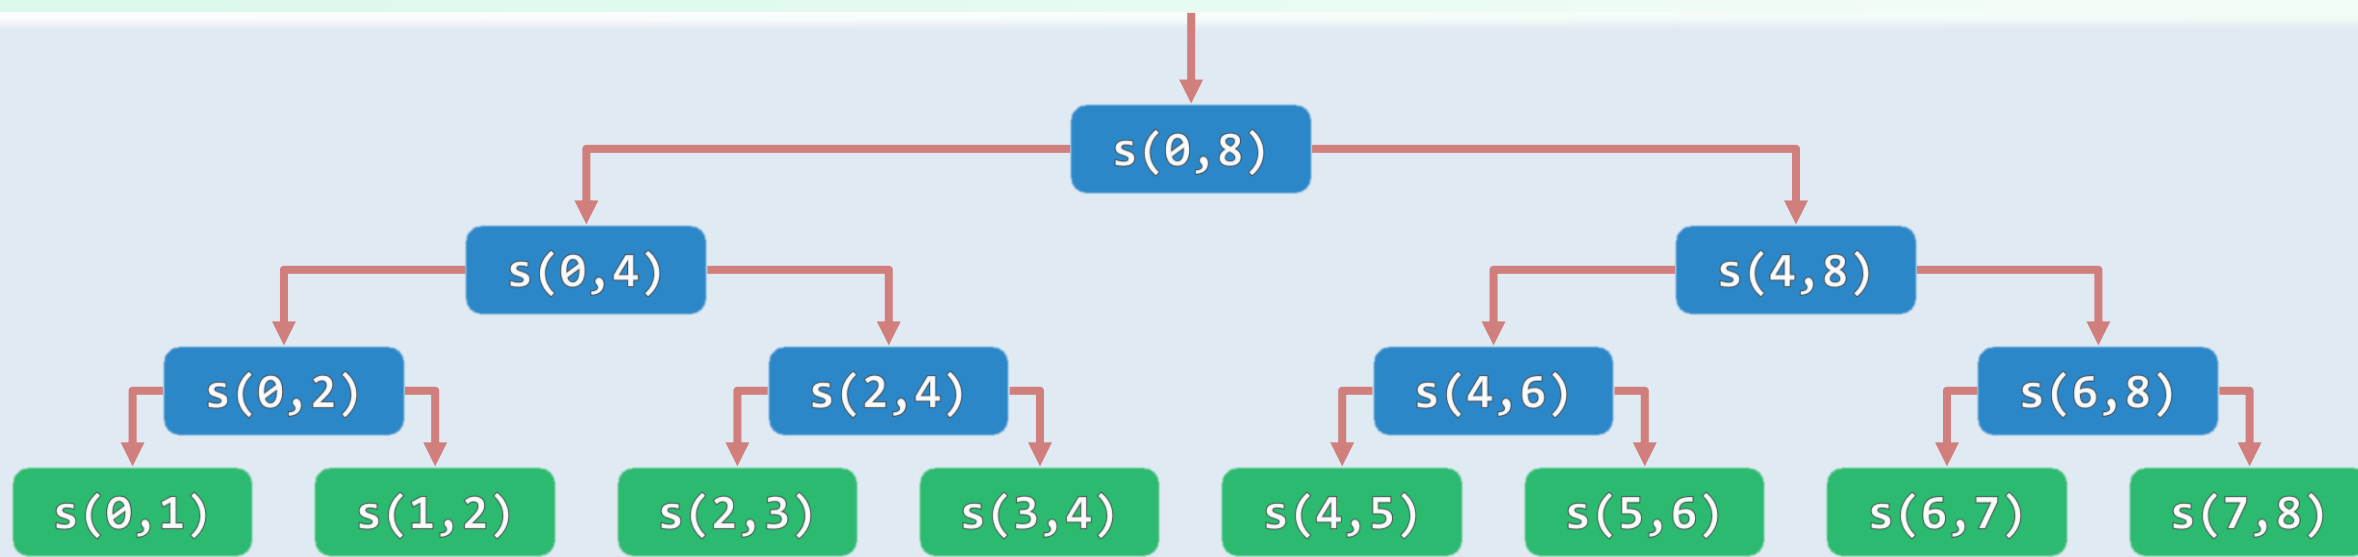 s(0,8)
s(0,4)
s(4,8)
s(0,2)
s(2,4)
s(4,6)
s(6,8)
s(0,1)
s(1,2)
s(2,3)
s(3,4)
s(4,5)
s(5,6)
s(6,7)
s(7,8)